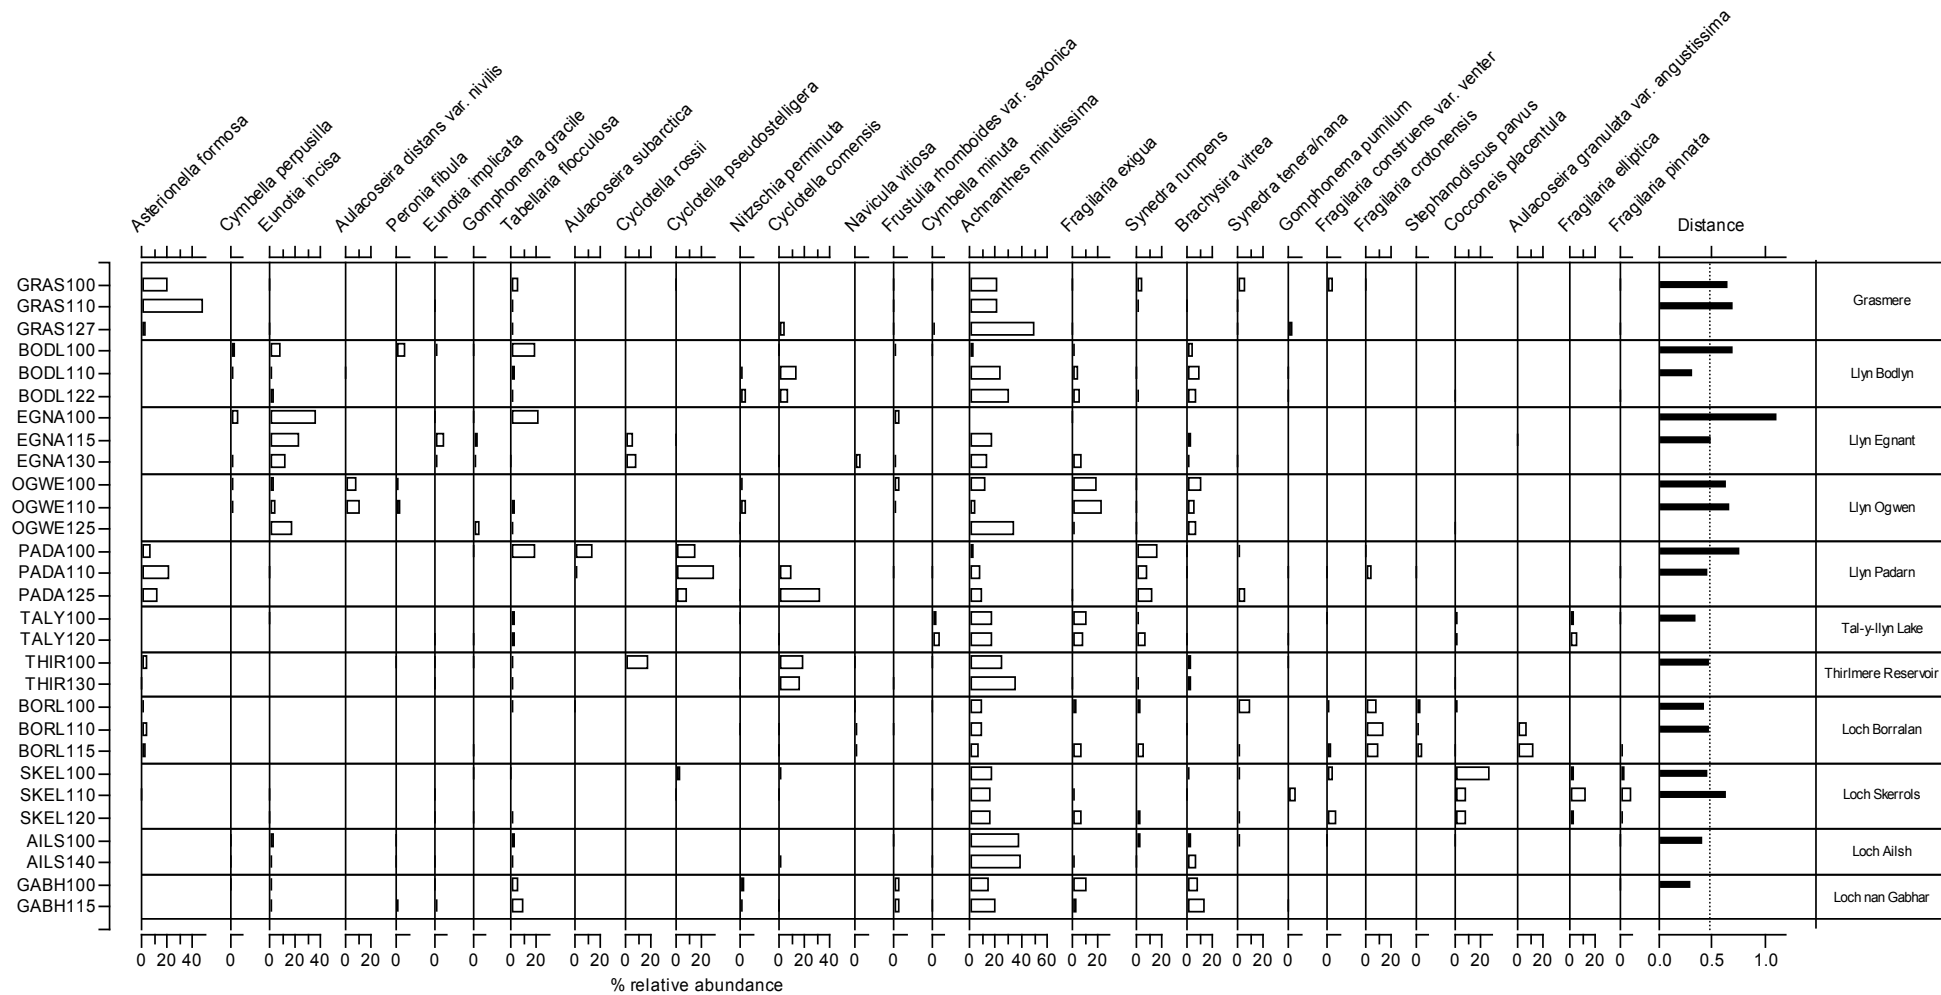 Asterionella formosa
Cymbella perpusilla
Eunotia incisa
Aulacoseira distans var. nivilis
Peronia fibula
Eunotia implicata
Gomphonema gracile
Tabellaria flocculosa
Aulacoseira subarctica
Cyclotella rossii
Cyclotella pseudostelligera
Nitzschia perminuta
Cyclotella comensis
Navicula vitiosa
Frustulia rhomboides var. saxonica
Cymbella minuta
Achnanthes minutissima
Fragilaria exigua
Synedra rumpens
Brachysira vitrea
Synedra tenera/nana
Gomphonema pumilum
Fragilaria construens var. venter
Fragilaria crotonensis
Stephanodiscus parvus
Cocconeis placentula
Aulacoseira granulata var. angustissima
Fragilaria elliptica
Fragilaria pinnata
Distance
GRAS100
GRAS110 Grasmere
GRAS127
BODL100
BODL110 Llyn Bodlyn
BODL122
EGNA100
EGNA115 Llyn Egnant
EGNA130
OGWE100
OGWE110 Llyn Ogwen
OGWE125
PADA100
PADA110 Llyn Padarn
PADA125
TALY100
TALY120 Tal-y-llyn Lake
THIR100
THIR130 Thirlmere Reservoir
BORL100
BORL110 Loch Borralan
BORL115
SKEL100
SKEL110 Loch Skerrols
SKEL120
AILS100
AILS140 Loch Ailsh
GABH100
GABH115 Loch nan Gabhar
0 20 40 0 0 20 40 0 20 0 0 0 0 20 0 20 0 20 0 20 0 0 20 40 0 0 0 0 20 40 60 0 20 0 20 0 20 0 20 0 0 0 20 0 0 20 0 0 20 0 0.0 0.5 1.0
% relative abundance